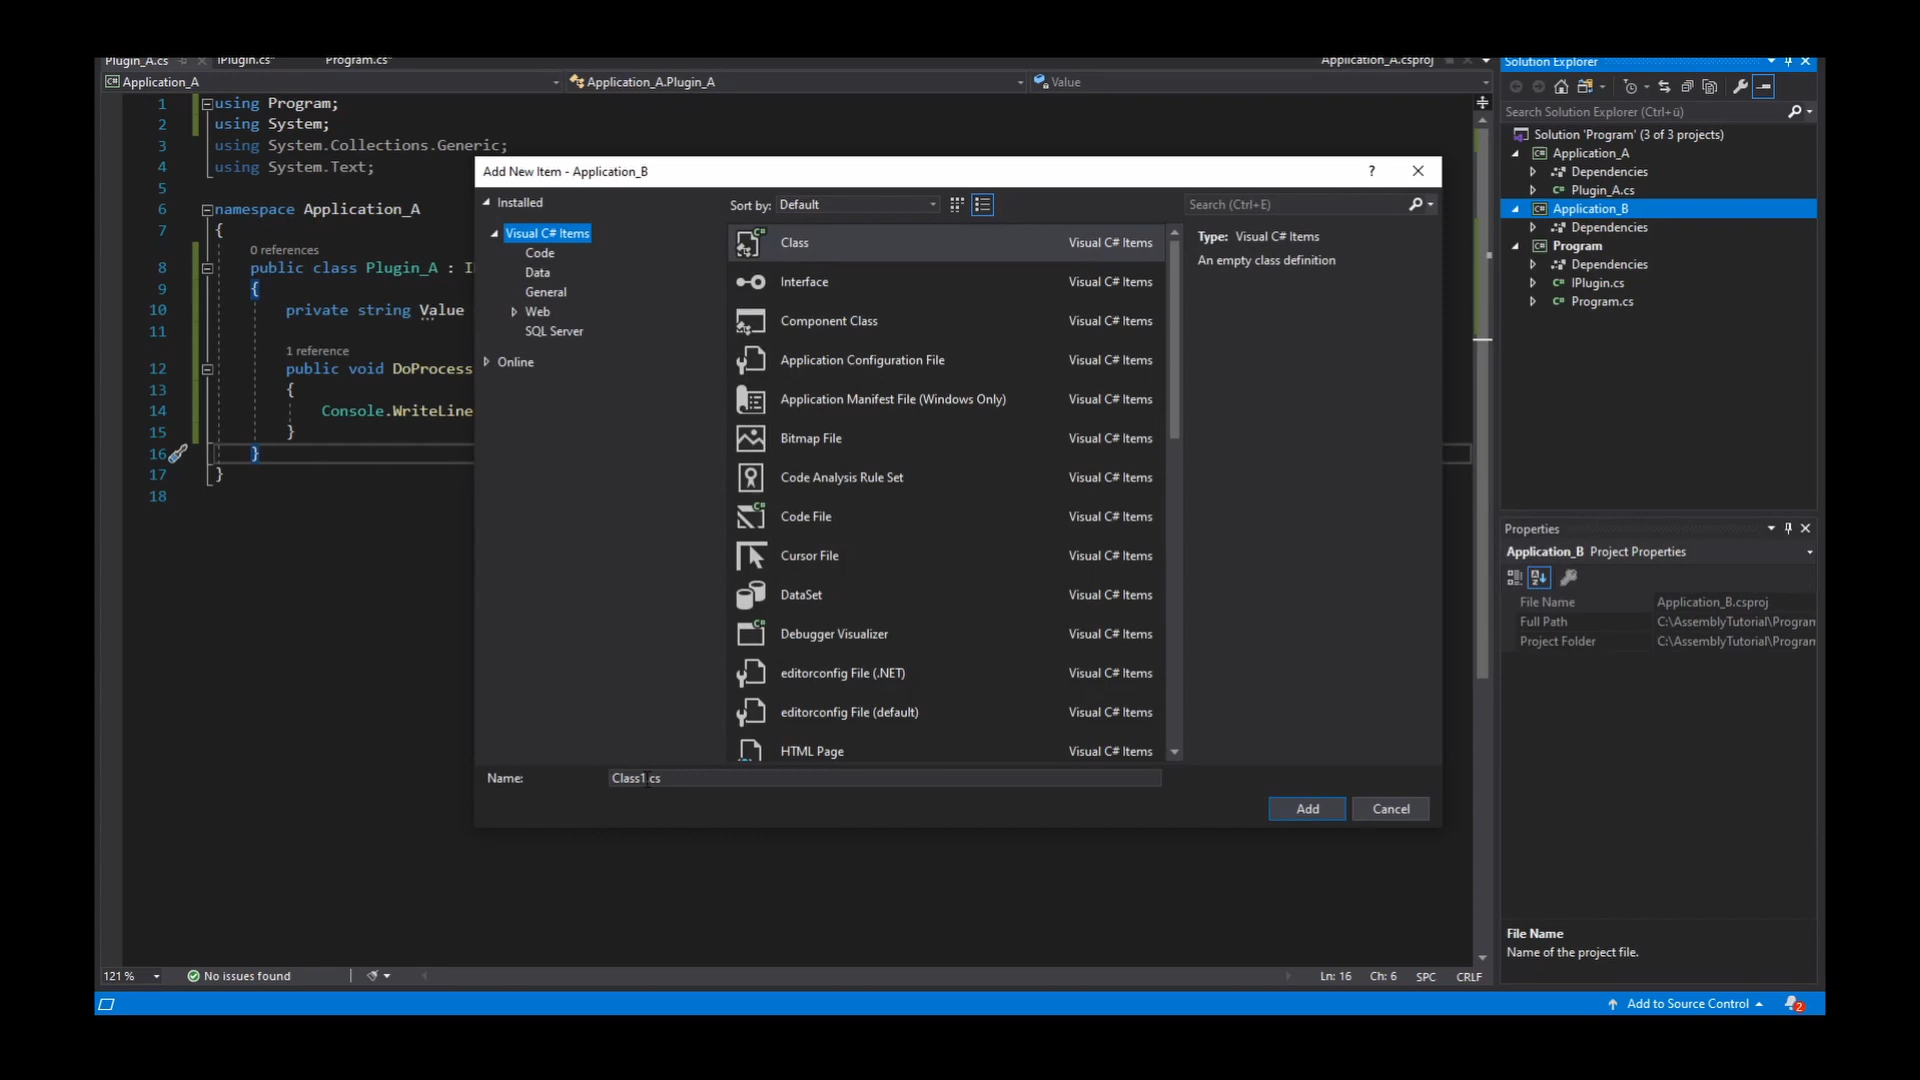 Plugin_A.cs
IPlugin.cs*
Program.cs*
Application_A.csproj
Application_A
Application_A.Plugin_A
Value
1 using Program;
2 using System;
3 using System.Collections.Generic;
4 using System.Text;
5
6 namespace Application_A
7 {
0 references
8 public class Plugin_A :
9 {
10 private string Value
11
1 reference
12 public void DoProcess
13 {
14 Console.WriteLine
15 }
16 }
17 }
18
121 %
No issues found
Ln: 16
Ch: 6
SPC
CRLF
Add to Source Control
2
Add New Item - Application_B
?
Installed
Visual C# Items
Code
Data
General
Web
SQL Server
Online
Sort by: Default
Search (Ctrl+E)
Class Visual C# Items
Interface Visual C# Items
Component Class Visual C# Items
Application Configuration File Visual C# Items
Application Manifest File (Windows Only) Visual C# Items
Bitmap File Visual C# Items
Code Analysis Rule Set Visual C# Items
Code File Visual C# Items
Cursor File Visual C# Items
DataSet Visual C# Items
Debugger Visualizer Visual C# Items
editorconfig File (.NET) Visual C# Items
editorconfig File (default) Visual C# Items
HTML Page Visual C# Items
Type: Visual C# Items
An empty class definition
Name: Class1.cs
Add
Cancel
Solution Explorer
Search Solution Explorer (Ctrl+ü)
Solution 'Program' (3 of 3 projects)
Application_A
Dependencies
Plugin_A.cs
Application_B
Dependencies
Program
Dependencies
IPlugin.cs
Program.cs
Properties
Application_B Project Properties
File Name Application_B.csproj
Full Path C:\AssemblyTutorial\Program
Project Folder C:\AssemblyTutorial\Program
File Name
Name of the project file.